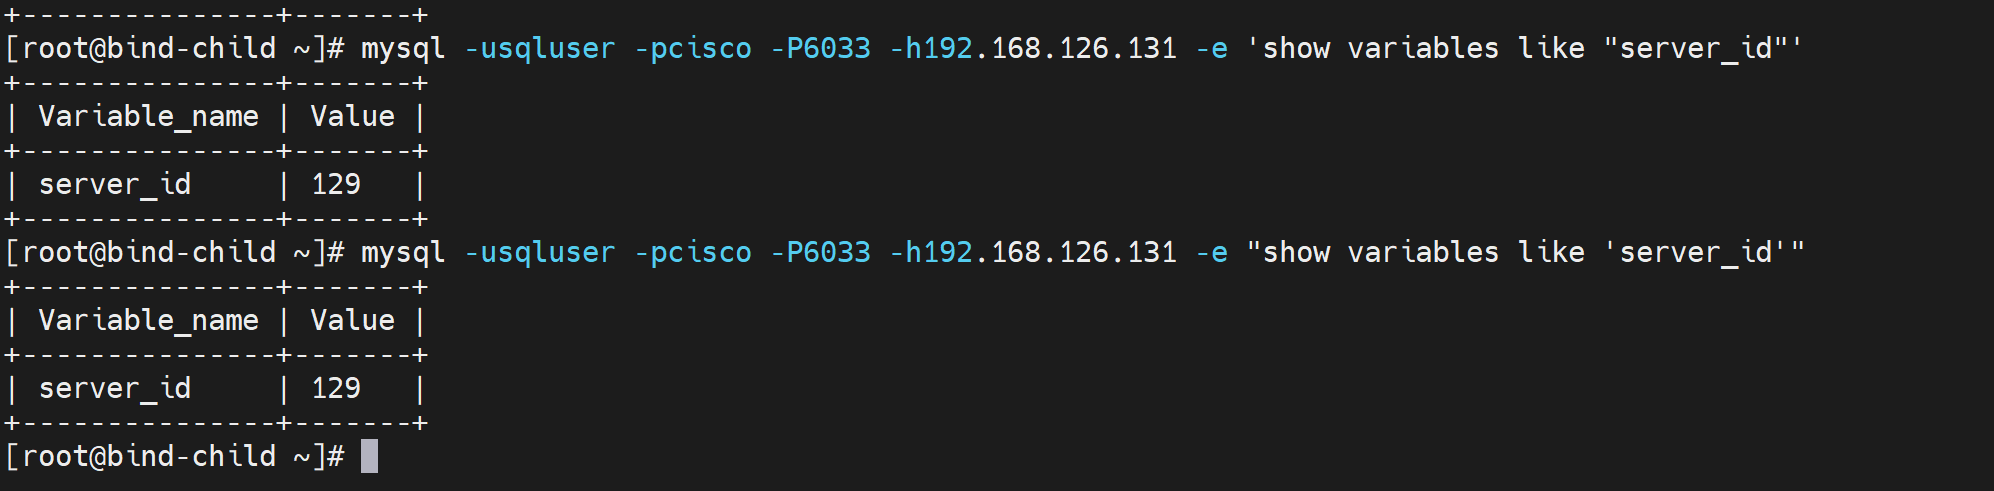 +---------------+-------+
[root@bind-child ~]# mysql -usqluser -pcisco -P6033 -h192.168.126.131 -e 'show variables like "server_id"'
+---------------+-------+
| Variable_name | Value |
+---------------+-------+
| server_id     | 129   |
+---------------+-------+
[root@bind-child ~]# mysql -usqluser -pcisco -P6033 -h192.168.126.131 -e "show variables like 'server_id'"
+---------------+-------+
| Variable_name | Value |
+---------------+-------+
| server_id     | 129   |
+---------------+-------+
[root@bind-child ~]#